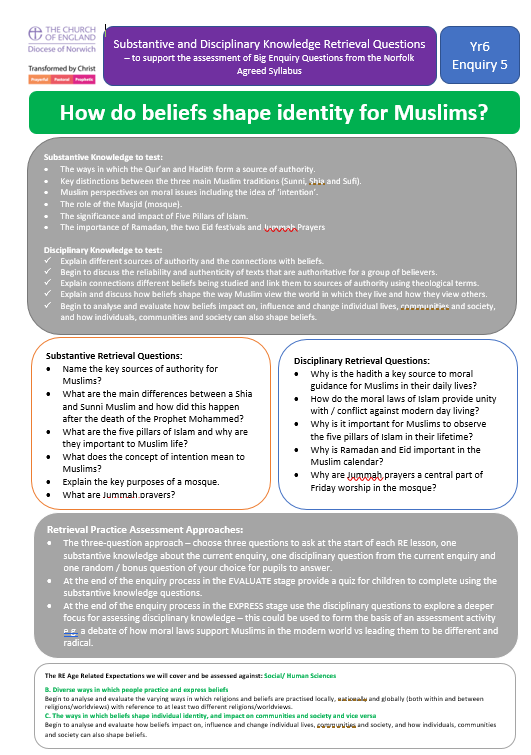 THE CHURCH
OF ENGLAND
Diocese of Norwich
Transformed by Christ
Prayerful Pastoral Prophetic
Substantive and Disciplinary Knowledge Retrieval Questions
– to support the assessment of Big Enquiry Questions from the Norfolk
Agreed Syllabus
Yr6
Enquiry 5
How do beliefs shape identity for Muslims?
Substantive Knowledge to test:
• The ways in which the Qur'an and Hadith form a source of authority.
• Key distinctions between the three main Muslim traditions (Sunni, Shia and Sufi).
• Muslim perspectives on moral issues including the idea of 'intention'.
• The role of the Masjid (mosque).
• The significance and impact of Five Pillars of Islam.
• The importance of Ramadan, the two Eid festivals and Jummah Prayers
Disciplinary Knowledge to test:
✓ Explain different sources of authority and the connections with beliefs.
✓ Begin to discuss the reliability and authenticity of texts that are authoritative for a group of believers.
✓ Explain connections different beliefs being studied and link them to sources of authority using theological terms.
✓ Explain and discuss how beliefs shape the way Muslim view the world in which they live and how they view others.
✓ Begin to analyse and evaluate how beliefs impact on, influence and change individual lives, communities and society,
and how individuals, communities and society can also shape beliefs.
Substantive Retrieval Questions:
• Name the key sources of authority for
Muslims?
• What are the main differences between a Shia
and Sunni Muslim and how did this happen
after the death of the Prophet Mohammed?
• What are the five pillars of Islam and why are
they important to Muslim life?
• What does the concept of intention mean to
Muslims?
• Explain the key purposes of a mosque.
• What are Jummah prayers?
Disciplinary Retrieval Questions:
• Why is the hadith a key source to moral
guidance for Muslims in their daily lives?
• How do the moral laws of Islam provide unity
with / conflict against modern day living?
• Why is it important for Muslims to observe
the five pillars of Islam in their lifetime?
• Why is Ramadan and Eid important in the
Muslim calendar?
• Why are Jummah prayers a central part of
Friday worship in the mosque?
Retrieval Practice Assessment Approaches:
• The three-question approach – choose three questions to ask at the start of each RE lesson, one
substantive knowledge about the current enquiry, one disciplinary question from the current enquiry and
one random / bonus question of your choice for pupils to answer.
• At the end of the enquiry process in the EVALUATE stage provide a quiz for children to complete using the
substantive knowledge questions.
• At the end of the enquiry process in the EXPRESS stage use the disciplinary questions to explore a deeper
focus for assessing disciplinary knowledge – this could be used to form the basis of an assessment activity
e.g. a debate of how moral laws support Muslims in the modern world vs leading them to be different and
radical.
The RE Age Related Expectations we will cover and be assessed against: Social/ Human Sciences
B. Diverse ways in which people practice and express beliefs
Begin to analyse and evaluate the varying ways in which religions and beliefs are practised locally, nationally and globally (both within and between
religions/worldviews) with reference to at least two different religions/worldviews.
C. The ways in which beliefs shape individual identity, and impact on communities and society and vice versa
Begin to analyse and evaluate how beliefs impact on, influence and change individual lives, communities and society, and how individuals, communities
and society can also shape beliefs.